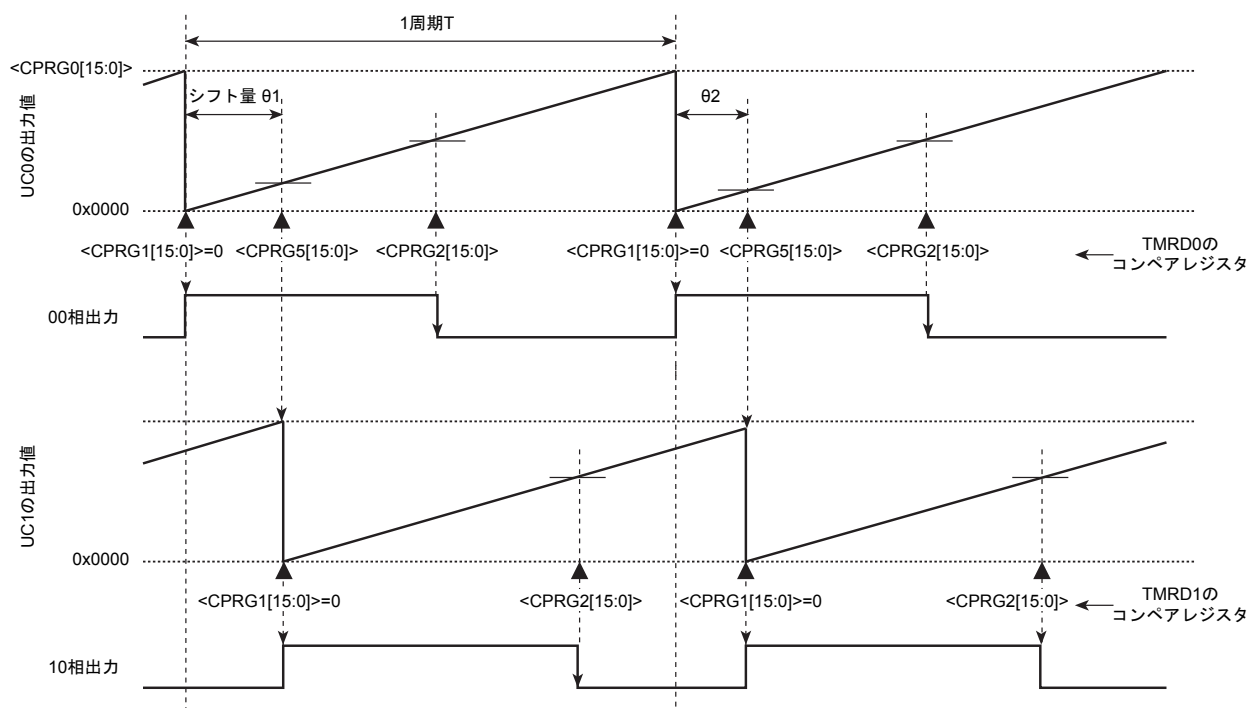 1周期T
<CPRG0[15:0]>
シフト量 θ1
θ2
UC0の出力値
0x0000
<CPRG1[15:0]>=0
<CPRG5[15:0]>
<CPRG2[15:0]>
<CPRG1[15:0]>=0
<CPRG5[15:0]>
<CPRG2[15:0]>
TMRD0の
コンペアレジスタ
00相出力
UC1の出力値
0x0000
<CPRG1[15:0]>=0
<CPRG2[15:0]>
<CPRG1[15:0]>=0
<CPRG2[15:0]>
TMRD1の
コンペアレジスタ
10相出力